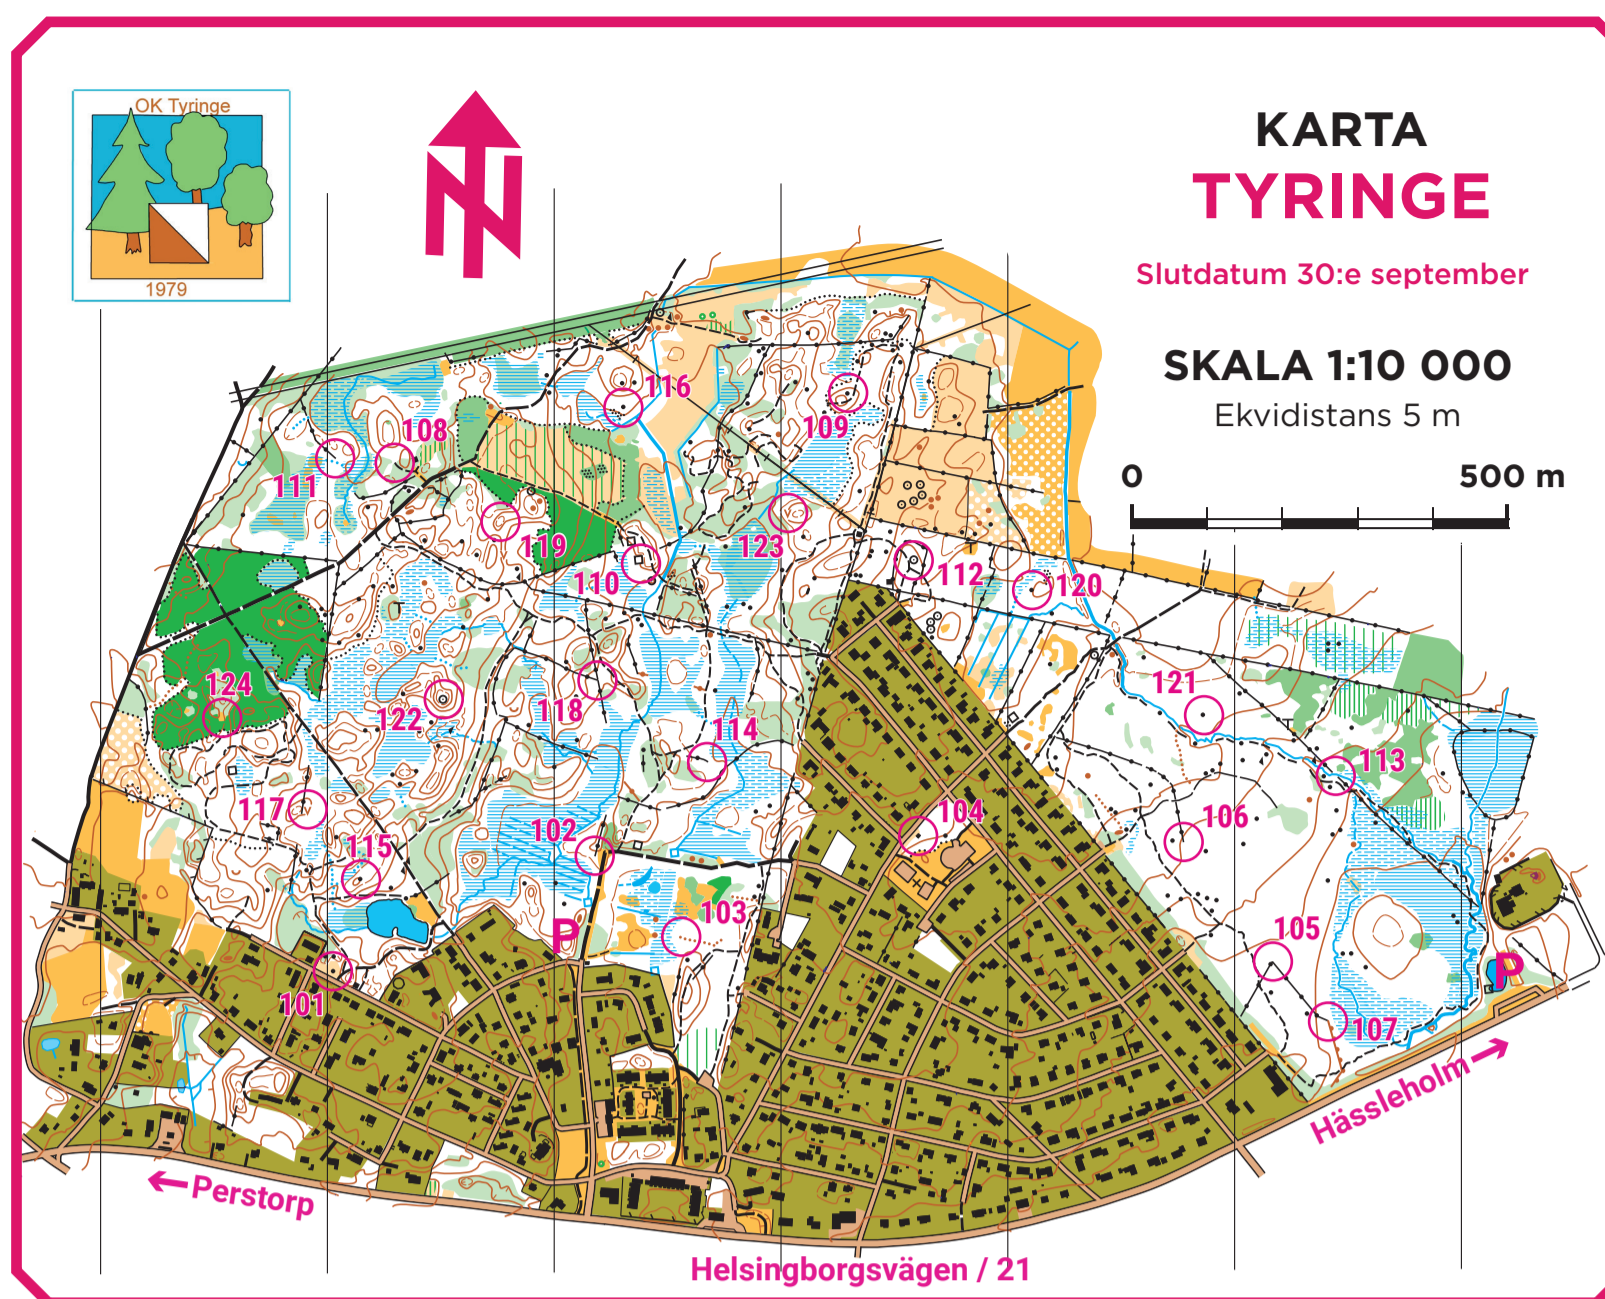 OK Tyringe
1979
N
KARTA
TYRINGE
Slutdatum 30:e september
SKALA 1:10 000
Ekvidistans 5 m
0 500 m
116
109
108
111
119
123
110
112
120
124
122
118
121
114
113
117
102
104
106
115
103
105
P
P
101
107
Hässleholm →
← Perstorp
Helsingborgsvägen / 21